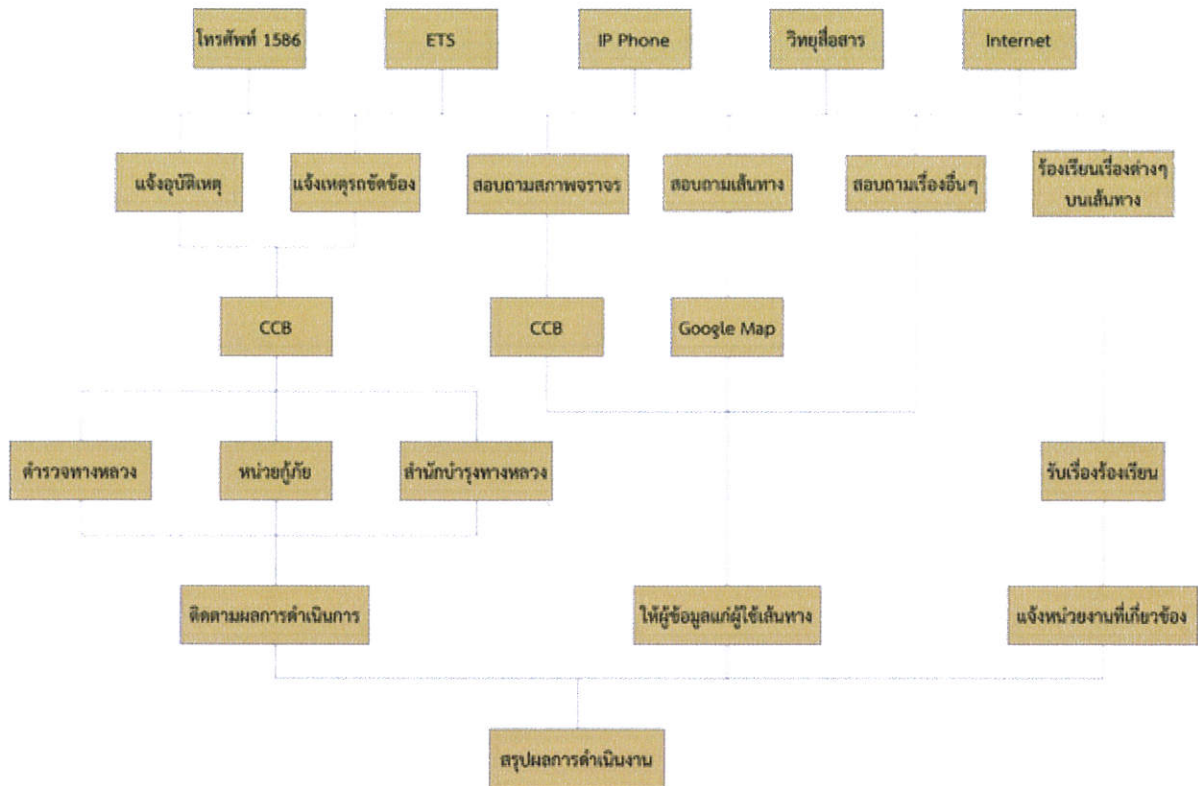 โทรศัพท์ 1586
ETS
IP Phone
วิทยุสื่อสาร
Internet
แจ้งอุบัติเหตุ
แจ้งเหตุรถขัดข้อง
สอบถามสภาพจราจร
สอบถามเส้นทาง
สอบถามเรื่องอื่นๆ
ร้องเรียนเรื่องต่างๆ
บนเส้นทาง
CCB
CCB
Google Map
ตำรวจทางหลวง
หน่วยกู้ภัย
สำนักบำรุงทางหลวง
รับเรื่องร้องเรียน
ติดตามผลการดำเนินการ
ให้ผู้ข้อมูลแก่ผู้ใช้เส้นทาง
แจ้งหน่วยงานที่เกี่ยวข้อง
สรุปผลการดำเนินงาน